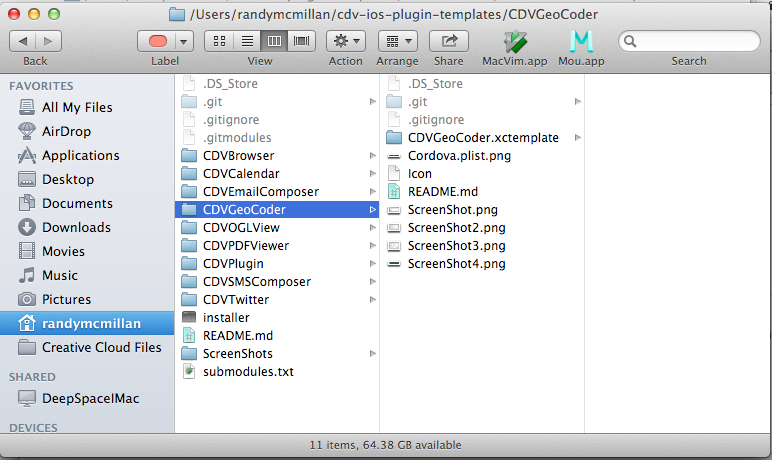 /Users/randymcmillan/cdv-ios-plugin-templates/CDVGeoCoder
Back
Label
View
Action
Arrange
Share
MacVim.app
Mou.app
Search
FAVORITES
All My Files
AirDrop
Applications
Desktop
Documents
Downloads
Movies
Music
Pictures
randymcmillan
Creative Cloud Files
SHARED
DeepSpaceIMac
DEVICES
.DS_Store
.git
.gitignore
.gitmodules
CDVBrowser
CDVCalendar
CDVEmailComposer
CDVGeoCoder
CDVOGLView
CDVPDFViewer
CDVPlugin
CDVSMSComposer
CDVTwitter
installer
README.md
ScreenShots
submodules.txt
.DS_Store
.git
.gitignore
CDVGeoCoder.xctemplate
Cordova.plist.png
Icon
README.md
ScreenShot.png
ScreenShot2.png
ScreenShot3.png
ScreenShot4.png
11 items, 64.38 GB available